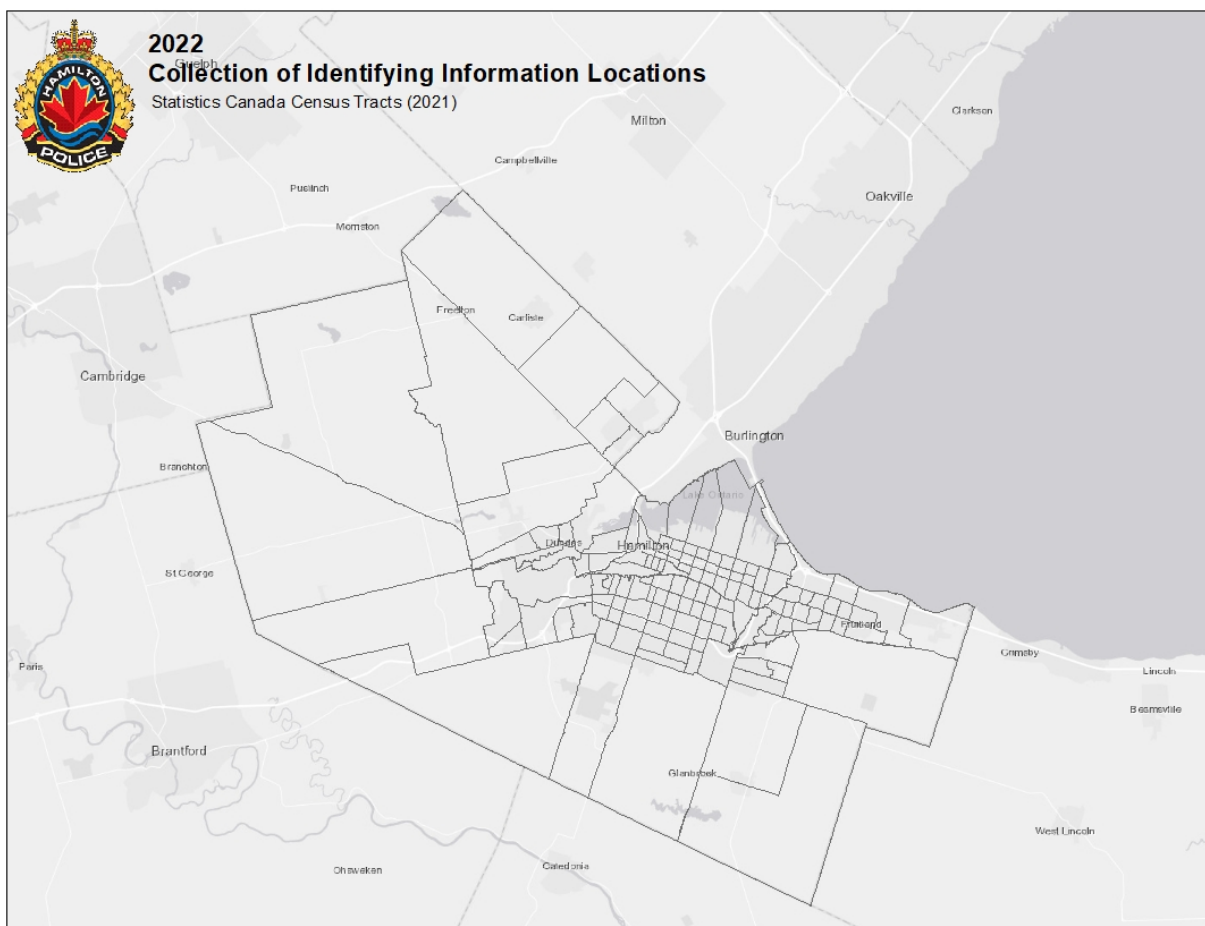 2022
Collection of Identifying Information Locations
Statistics Canada Census Tracts (2021)
HAMILTON
POLICE
Guelph
Clarkson
Milton
Campbellville
Puslinch
Oakville
Morriston
Freelton
Carlisle
Cambridge
Burlington
Branchton
Lake Ontario
Dundas
Hamilton
St George
Fruitland
Grimsby
Paris
Lincoln
Beamsville
Brantford
Glanbrook
West Lincoln
Caledonia
Ohsweken